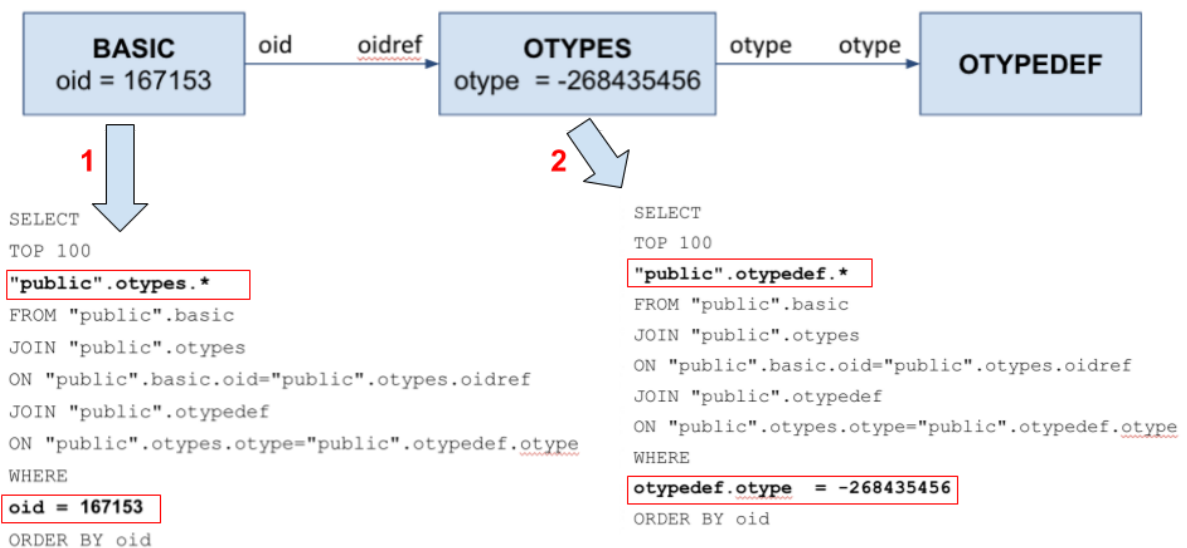 BASIC
oid = 167153
oid
oidref
OTYPES
otype = -268435456
otype
otype
OTYPEDEF
1
SELECT
TOP 100
"public".otypes.*
FROM "public".basic
JOIN "public".otypes
ON "public".basic.oid="public".otypes.oidref
JOIN "public".otypedef
ON "public".otypes.otype="public".otypedef.otype
WHERE
oid = 167153
ORDER BY oid
2
SELECT
TOP 100
"public".otypedef.*
FROM "public".basic
JOIN "public".otypes
ON "public".basic.oid="public".otypes.oidref
JOIN "public".otypedef
ON "public".otypes.otype="public".otypedef.otype
WHERE
otypedef.otype = -268435456
ORDER BY oid